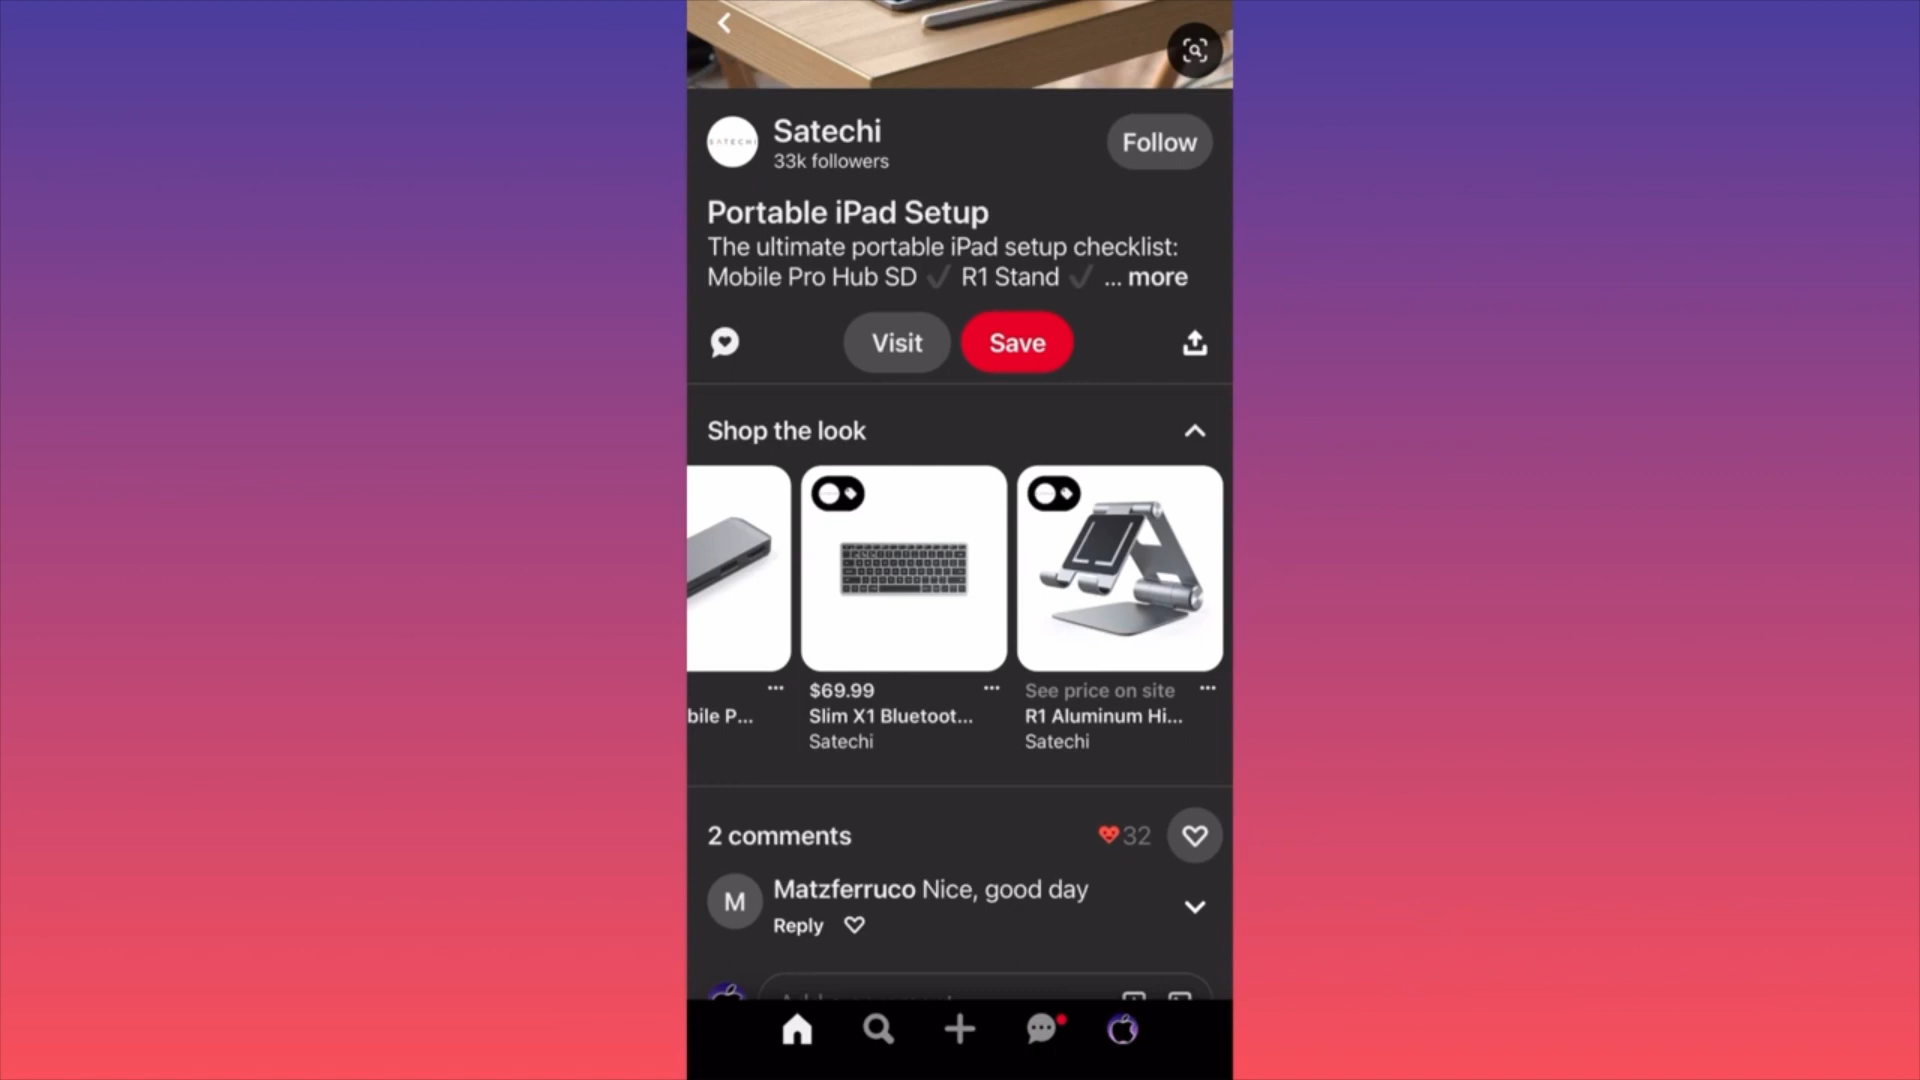 SATECHI
Satechi
33k followers
Follow
Portable iPad Setup
The ultimate portable iPad setup checklist:
Mobile Pro Hub SD ✔ R1 Stand ✔ ... more
Visit
Save
Shop the look
bile P...
$69.99
Slim X1 Bluetoot...
Satechi
See price on site
R1 Aluminum Hi...
Satechi
2 comments
32
M
Matzferruco Nice, good day
Reply